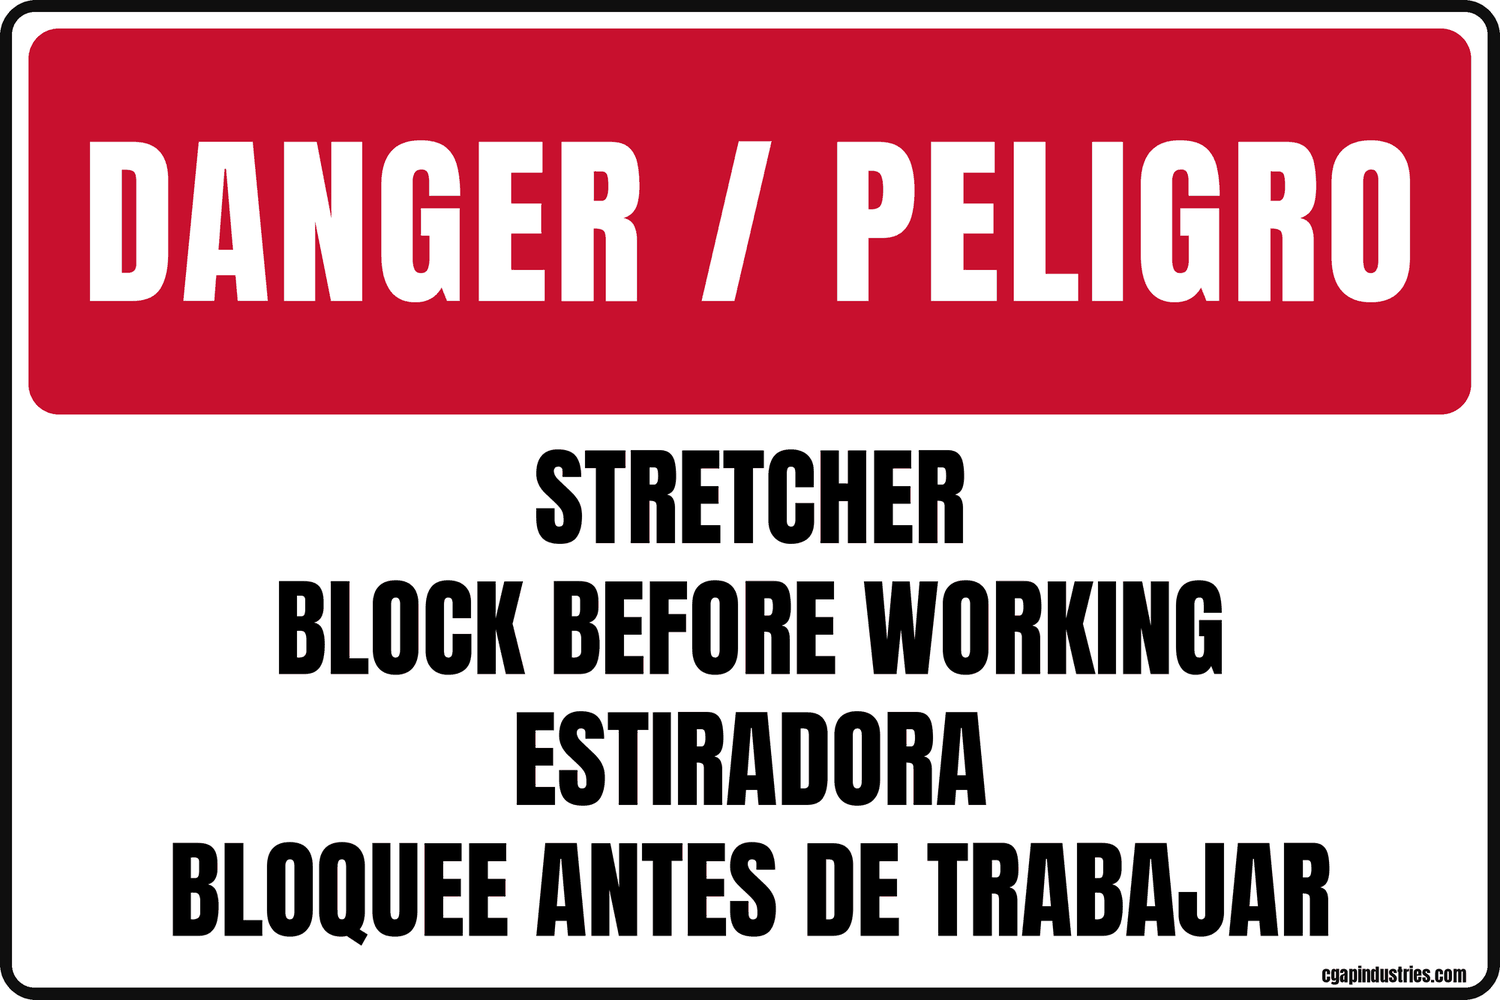 DANGER / PELIGRO
STRETCHER
BLOCK BEFORE WORKING
ESTIRADORA
BLOQUEE ANTES DE TRABAJAR
cgapindustries.com